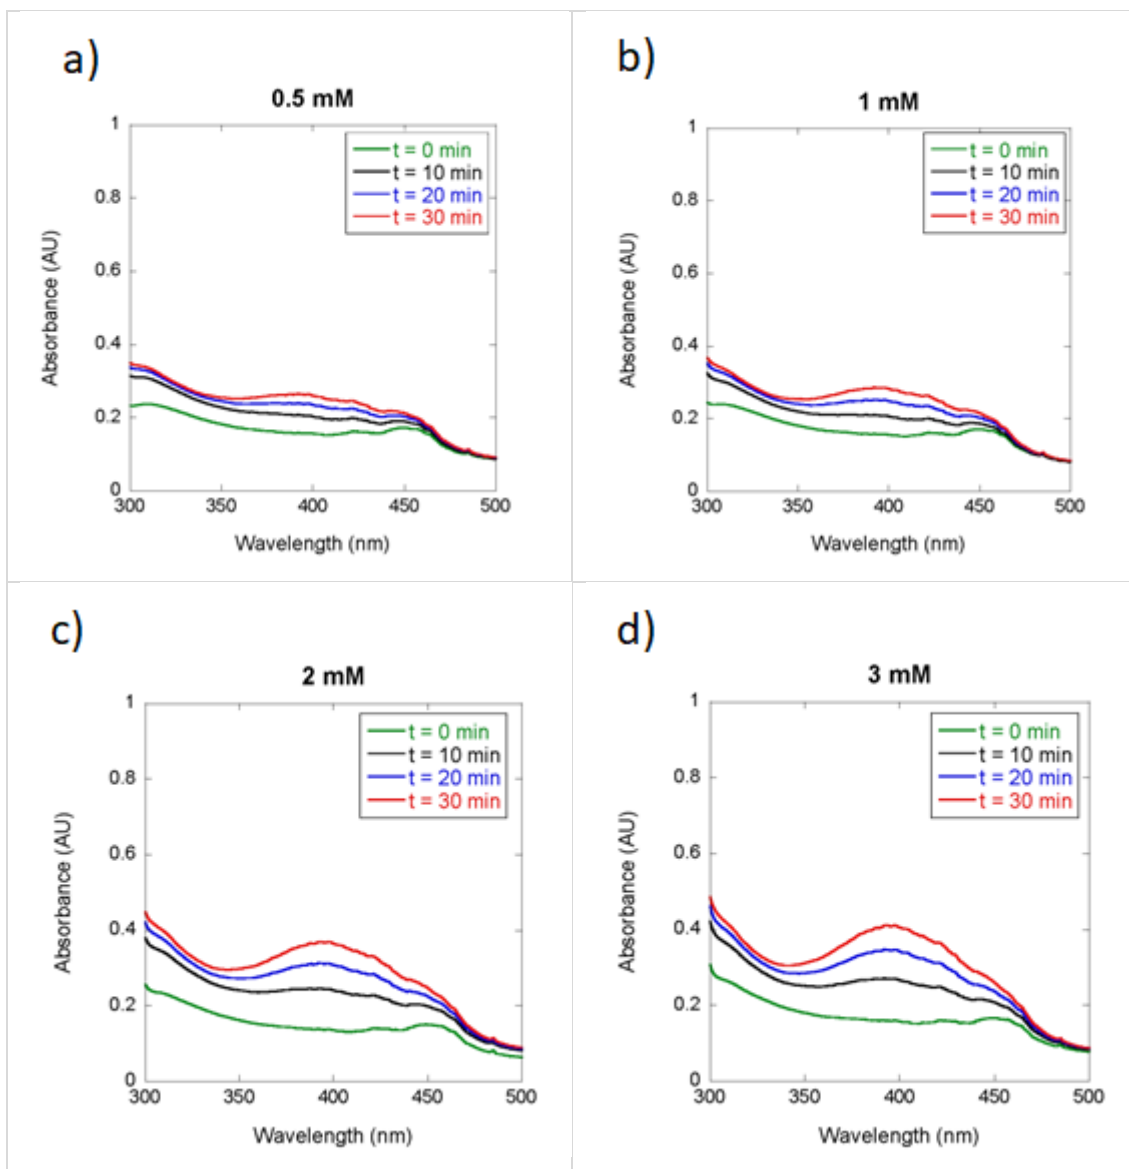 a)
0.5 mM
1
0.8
0.6
0.4
0.2
0
Absorbance (AU)
t = 0 min
t = 10 min
t = 20 min
t = 30 min
300 350 400 450 500
Wavelength (nm)
b)
1 mM
1
0.8
0.6
0.4
0.2
0
Absorbance (AU)
t = 0 min
t = 10 min
t = 20 min
t = 30 min
300 350 400 450 500
Wavelength (nm)
c)
2 mM
1
0.8
0.6
0.4
0.2
0
Absorbance (AU)
t = 0 min
t = 10 min
t = 20 min
t = 30 min
300 350 400 450 500
Wavelength (nm)
d)
3 mM
1
0.8
0.6
0.4
0.2
0
Absorbance (AU)
t = 0 min
t = 10 min
t = 20 min
t = 30 min
300 350 400 450 500
Wavelength (nm)